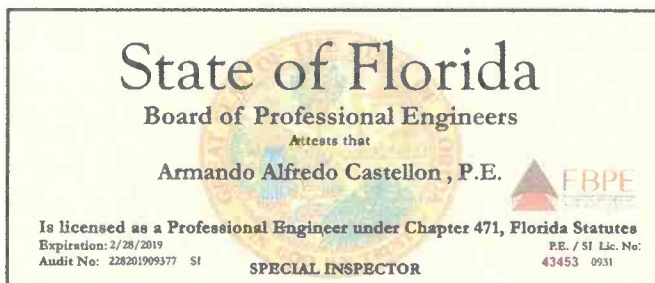 State of Florida
Board of Professional Engineers
Attests that
Armando Alfredo Castellon, P.E.
FBPE
Is licensed as a Professional Engineer under Chapter 471, Florida Statutes
Expiration: 2/28/2019
P.E. / SI Lic. No:
Audit No: 228201909377 SI
43453 0931
SPECIAL INSPECTOR